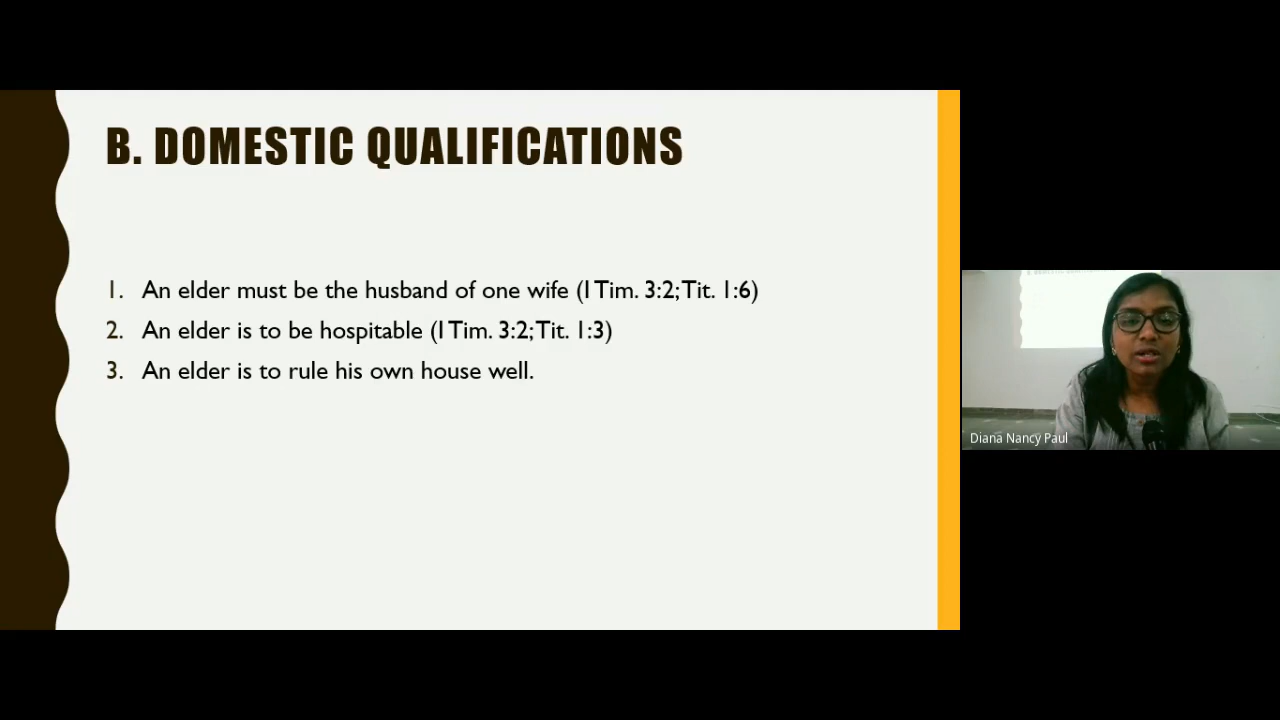 B. DOMESTIC QUALIFICATIONS
1. An elder must be the husband of one wife (1 Tim. 3:2; Tit. 1:6)
2. An elder is to be hospitable (1 Tim. 3:2; Tit. 1:3)
3. An elder is to rule his own house well.
Diana Nancy Paul